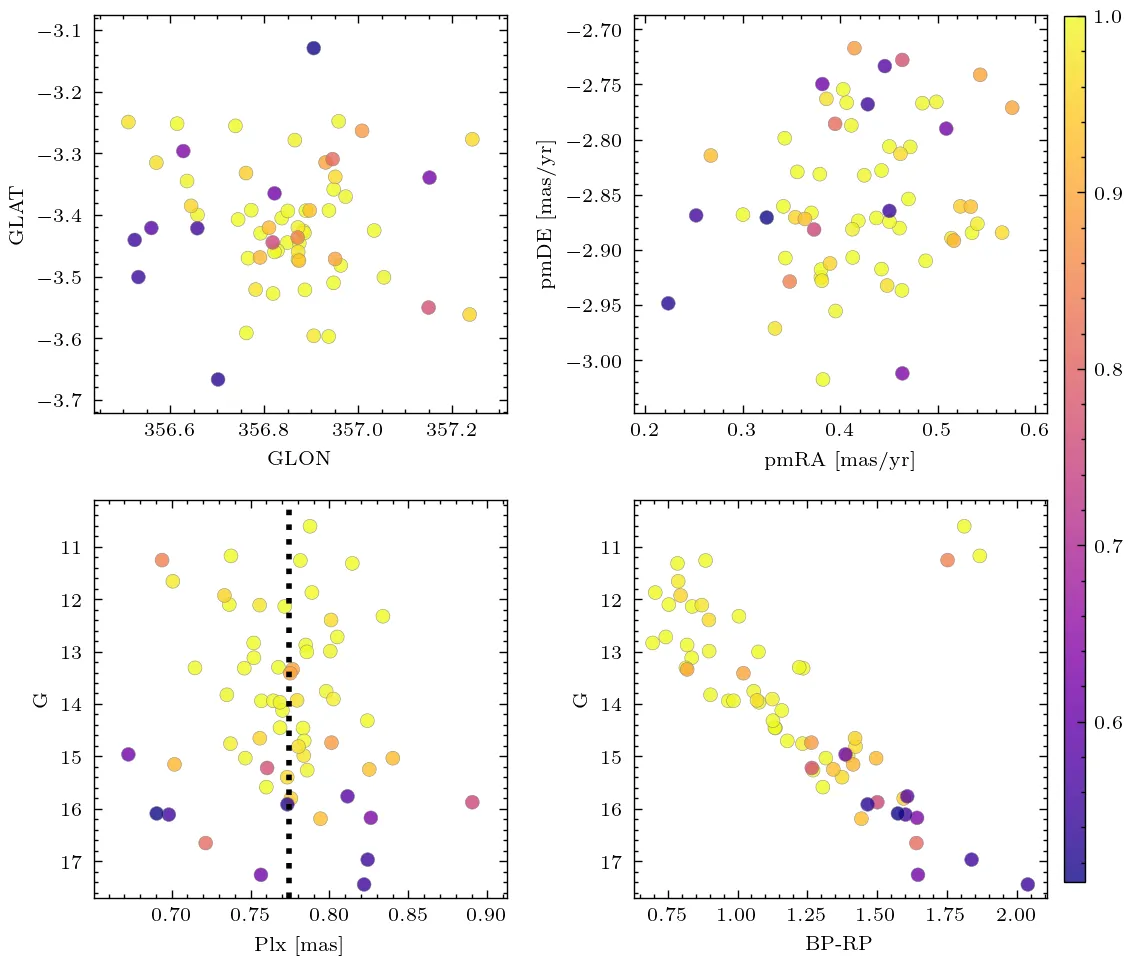 −3.1
−3.2
−3.3
−3.4
−3.5
−3.6
−3.7
GLAT
356.6 356.8 357.0 357.2
GLON
−2.70
−2.75
−2.80
−2.85
−2.90
−2.95
−3.00
pmDE [mas/yr]
0.2 0.3 0.4 0.5 0.6
pmRA [mas/yr]
1.0
0.9
0.8
0.7
0.6
11
12
13
14
15
16
17
G
0.70 0.75 0.80 0.85 0.90
Plx [mas]
11
12
13
14
15
16
17
G
0.75 1.00 1.25 1.50 1.75 2.00
BP-RP